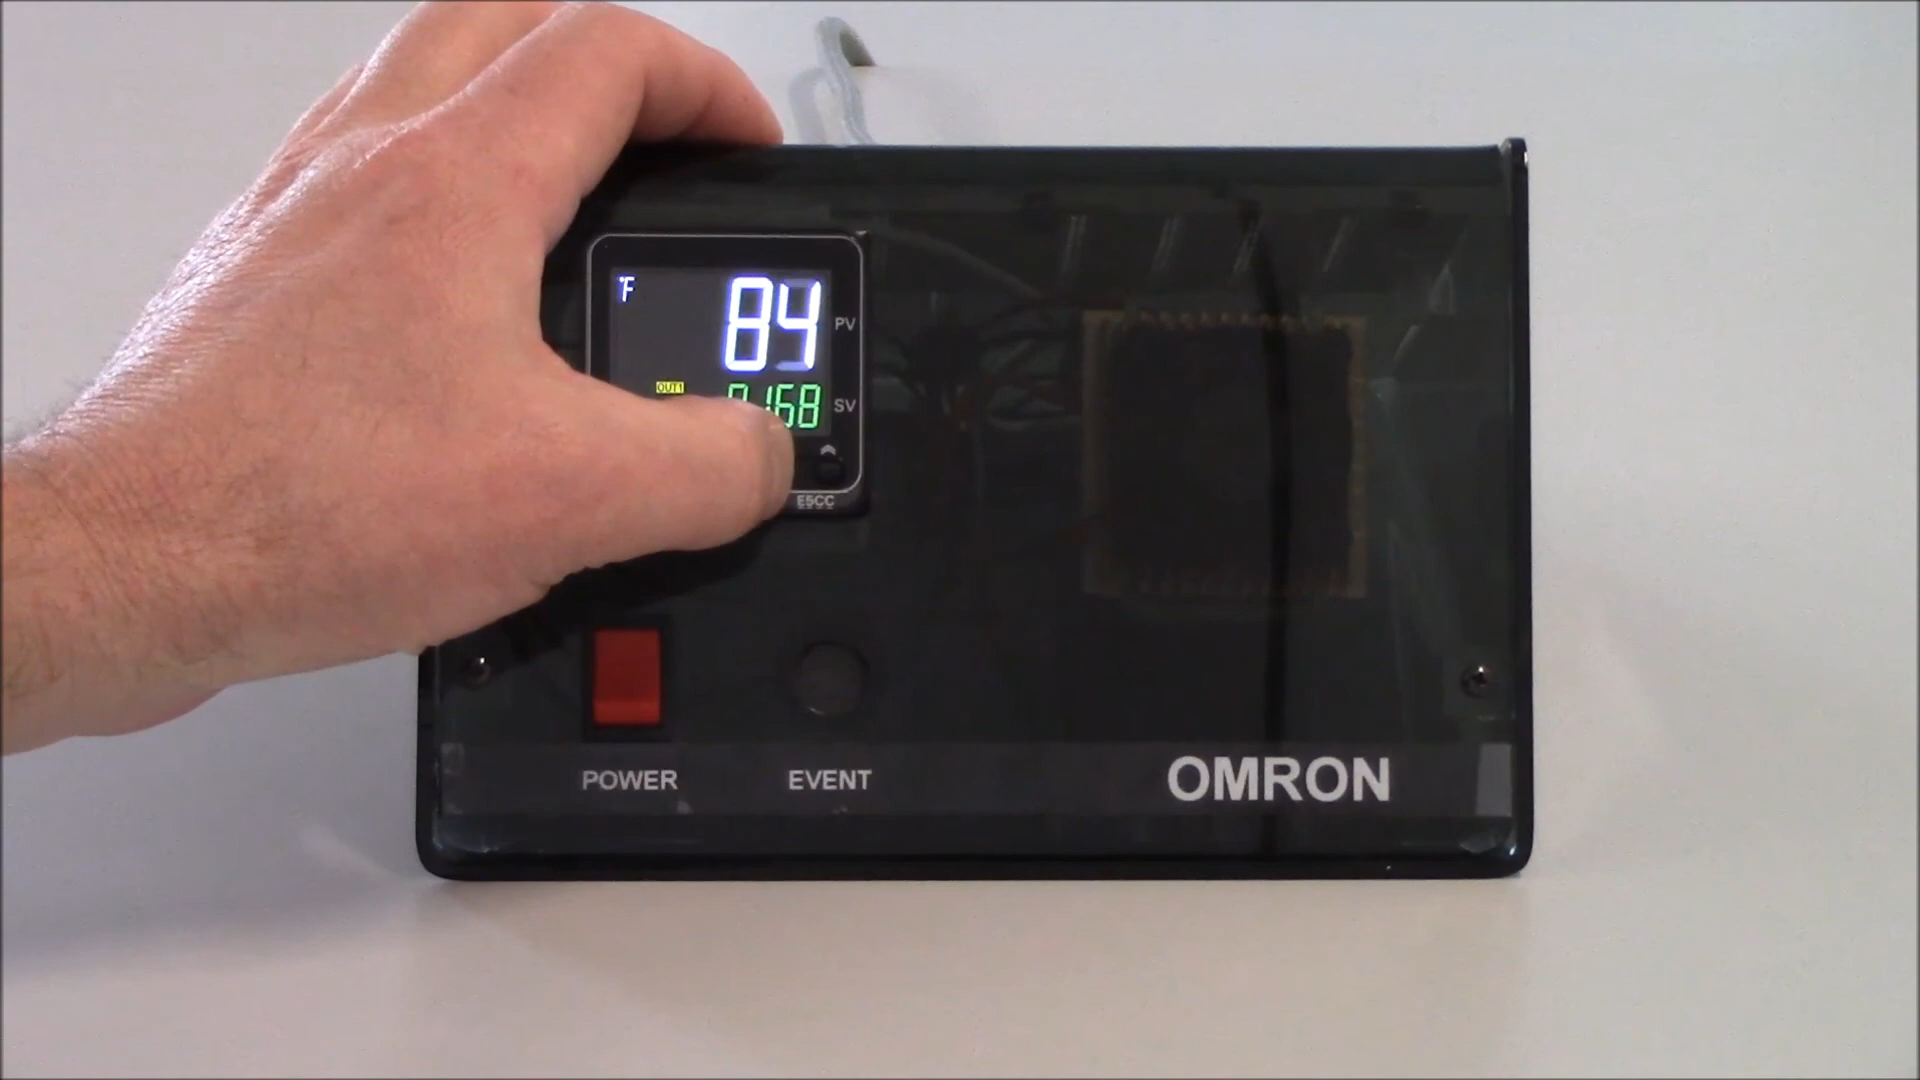 °F
84
PV
OUT1
168
SV
E5CC
POWER
EVENT
OMRON